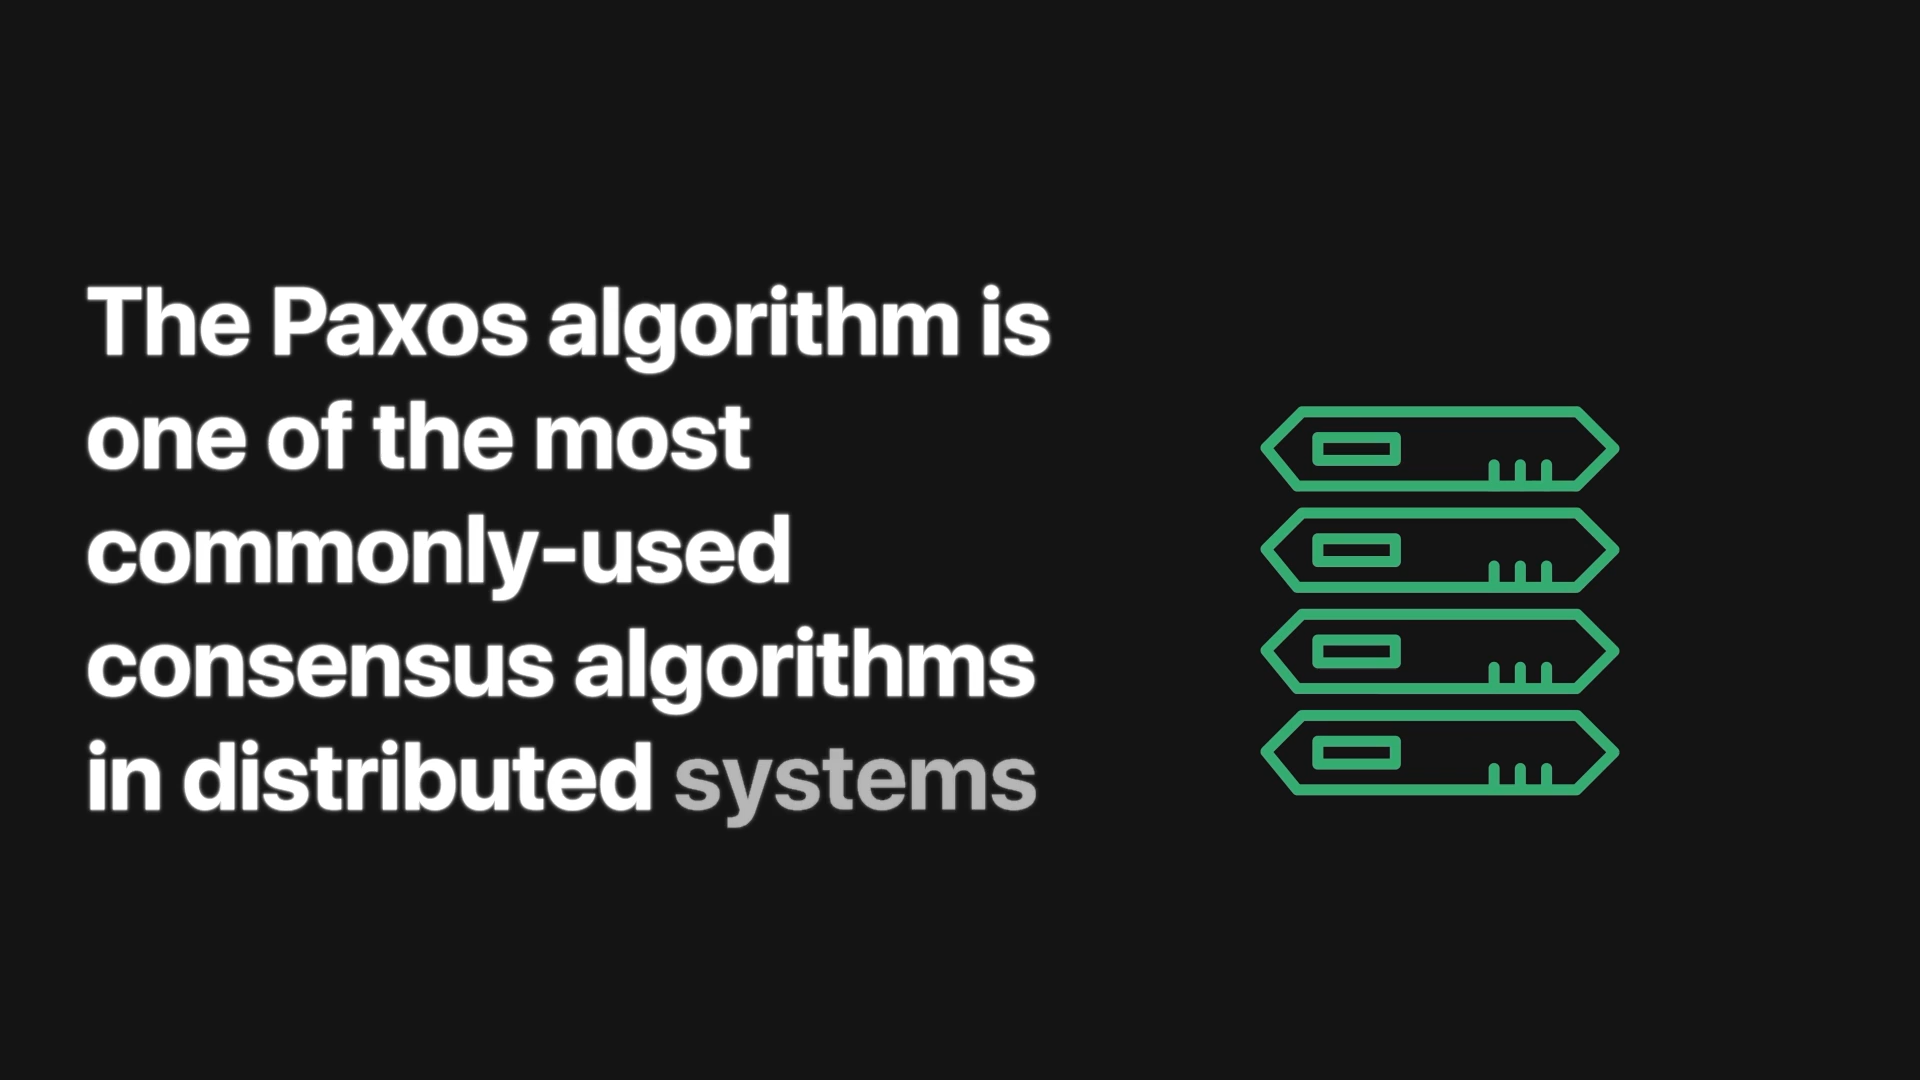 The Paxos algorithm is
one of the most
commonly-used
consensus algorithms
in distributed systems